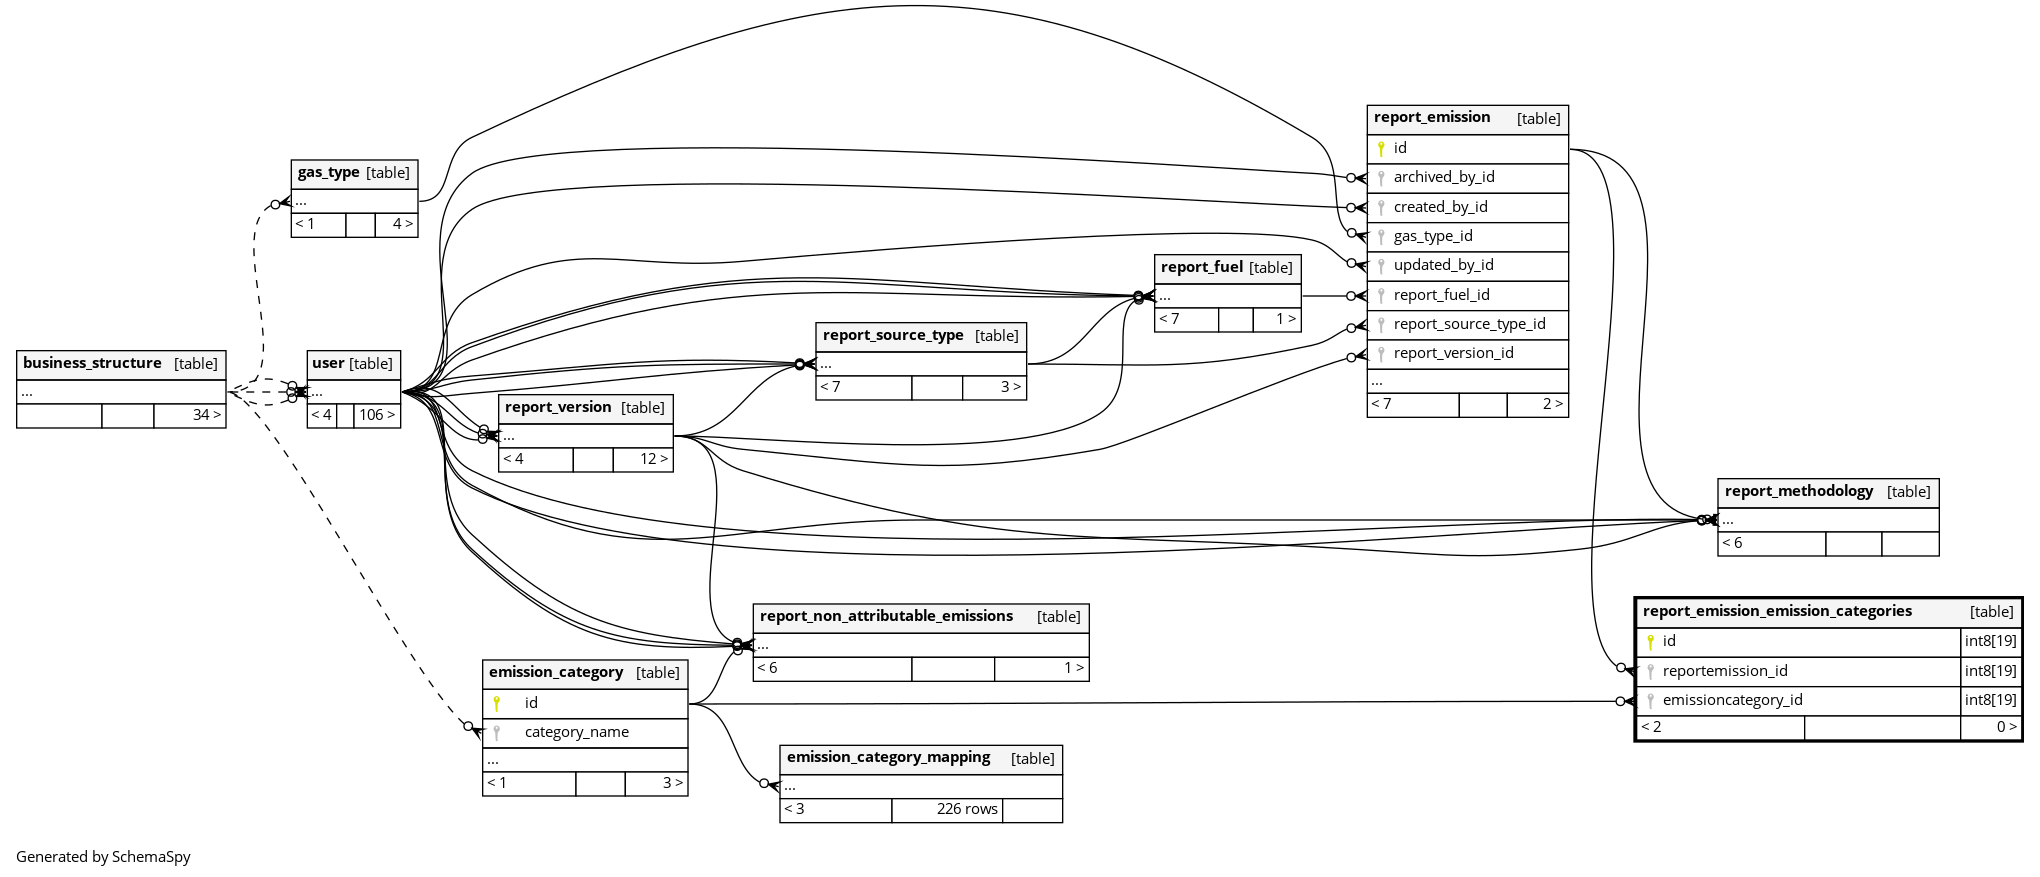 report_emission [table]
id
archived_by_id
created_by_id
gas_type_id
updated_by_id
report_fuel_id
report_source_type_id
report_version_id
...
< 7 2 >
gas_type [table]
...
< 1 4 >
report_fuel [table]
...
< 7 1 >
report_source_type [table]
...
< 7 3 >
business_structure [table]
...
34 >
user [table]
...
< 4 106 >
report_version [table]
...
< 4 12 >
report_methodology [table]
...
< 6
report_emission_emission_categories [table]
id int8[19]
reportemission_id int8[19]
emissioncategory_id int8[19]
< 2 0 >
report_non_attributable_emissions [table]
...
< 6 1 >
emission_category [table]
id
category_name
...
< 1 3 >
emission_category_mapping [table]
...
< 3 226 rows
Generated by SchemaSpy